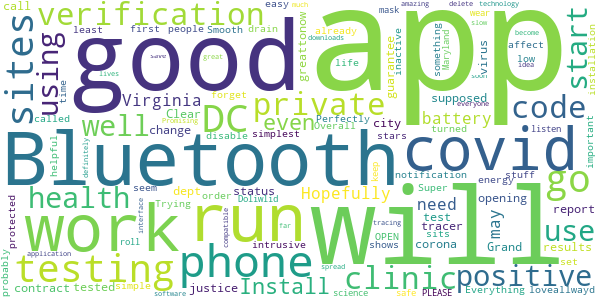 call
verification
easy
delete
much
technology
mask
amazing
wear
slow
sites
using
least
first
people
Smooth
drain
already
something
Maryland
become
idea
start
installation
good
app
downloads
time
forget
called
lives
save
great
greattonow
life
guarantee
inactive
virus
affect
low
everyone
Virginia
private
supposed
code
Promising
Clear
DC
even
battery
Perfectly
Overall
city
turned
listen
important
well
change
disable
simplest
stars
Bluetooth
covid
go
helpful
definitely
health
status
seem
Doliwlid
Hopefully
notification
energy
stuff
opening
keep
Super
need
may
use
protected
interface
dept
order
Trying
OPEN
test
tracer
report
work
run
will
roll
compatible
intrusive
shows
corona
sits
Grand
results
set
far
tracing
probably
application
testing
phone
clinic
positive
contract
tested
simple
justice
Install
science
safe
spread
PLEASE
Everything
loveallwayd
software